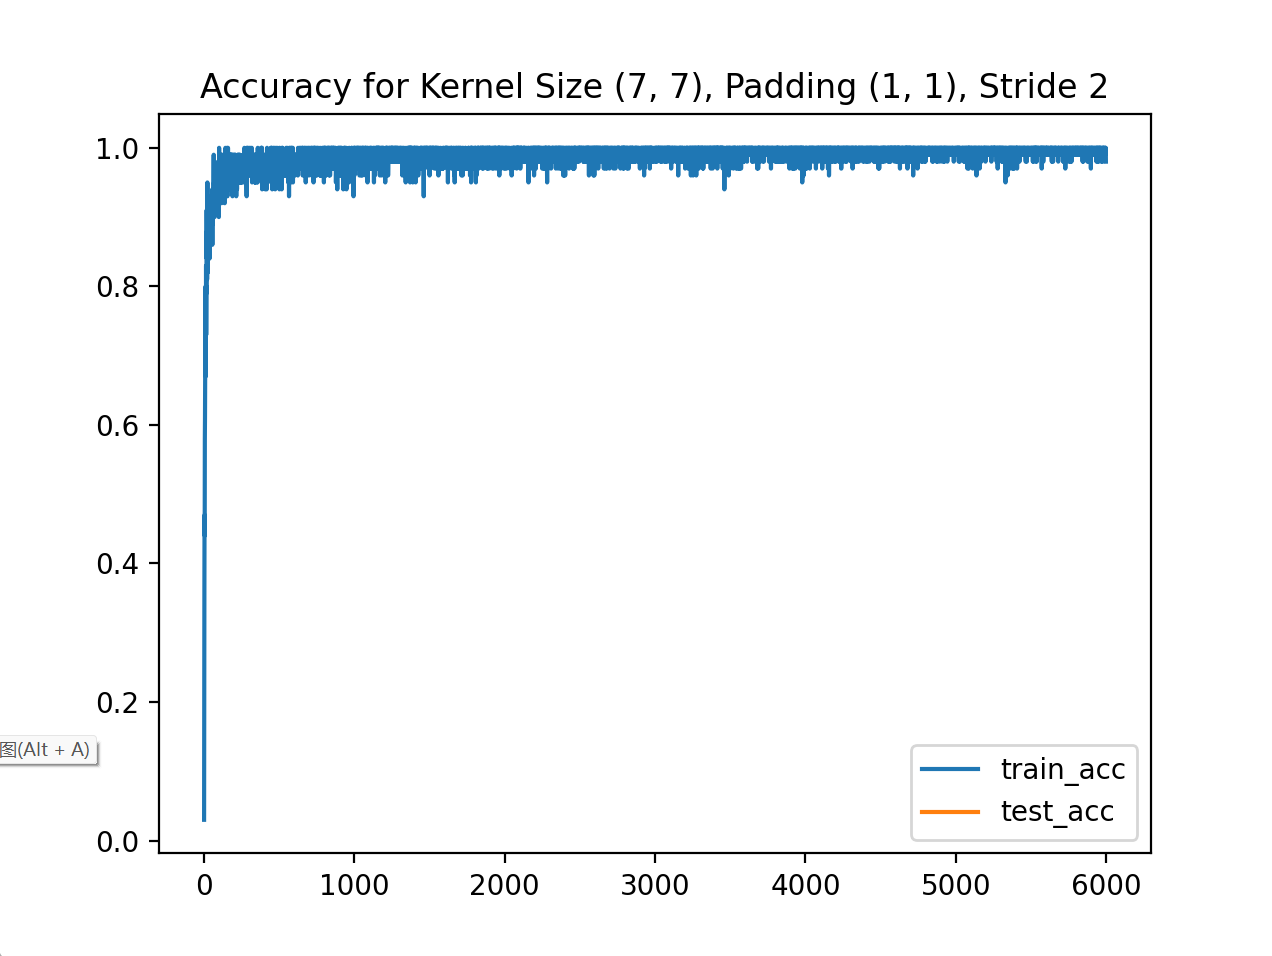 Accuracy for Kernel Size (7, 7), Padding (1, 1), Stride 2
1.0
0.8
0.6
0.4
0.2
0.0
图(Alt + A)
train_acc
test_acc
0 1000 2000 3000 4000 5000 6000